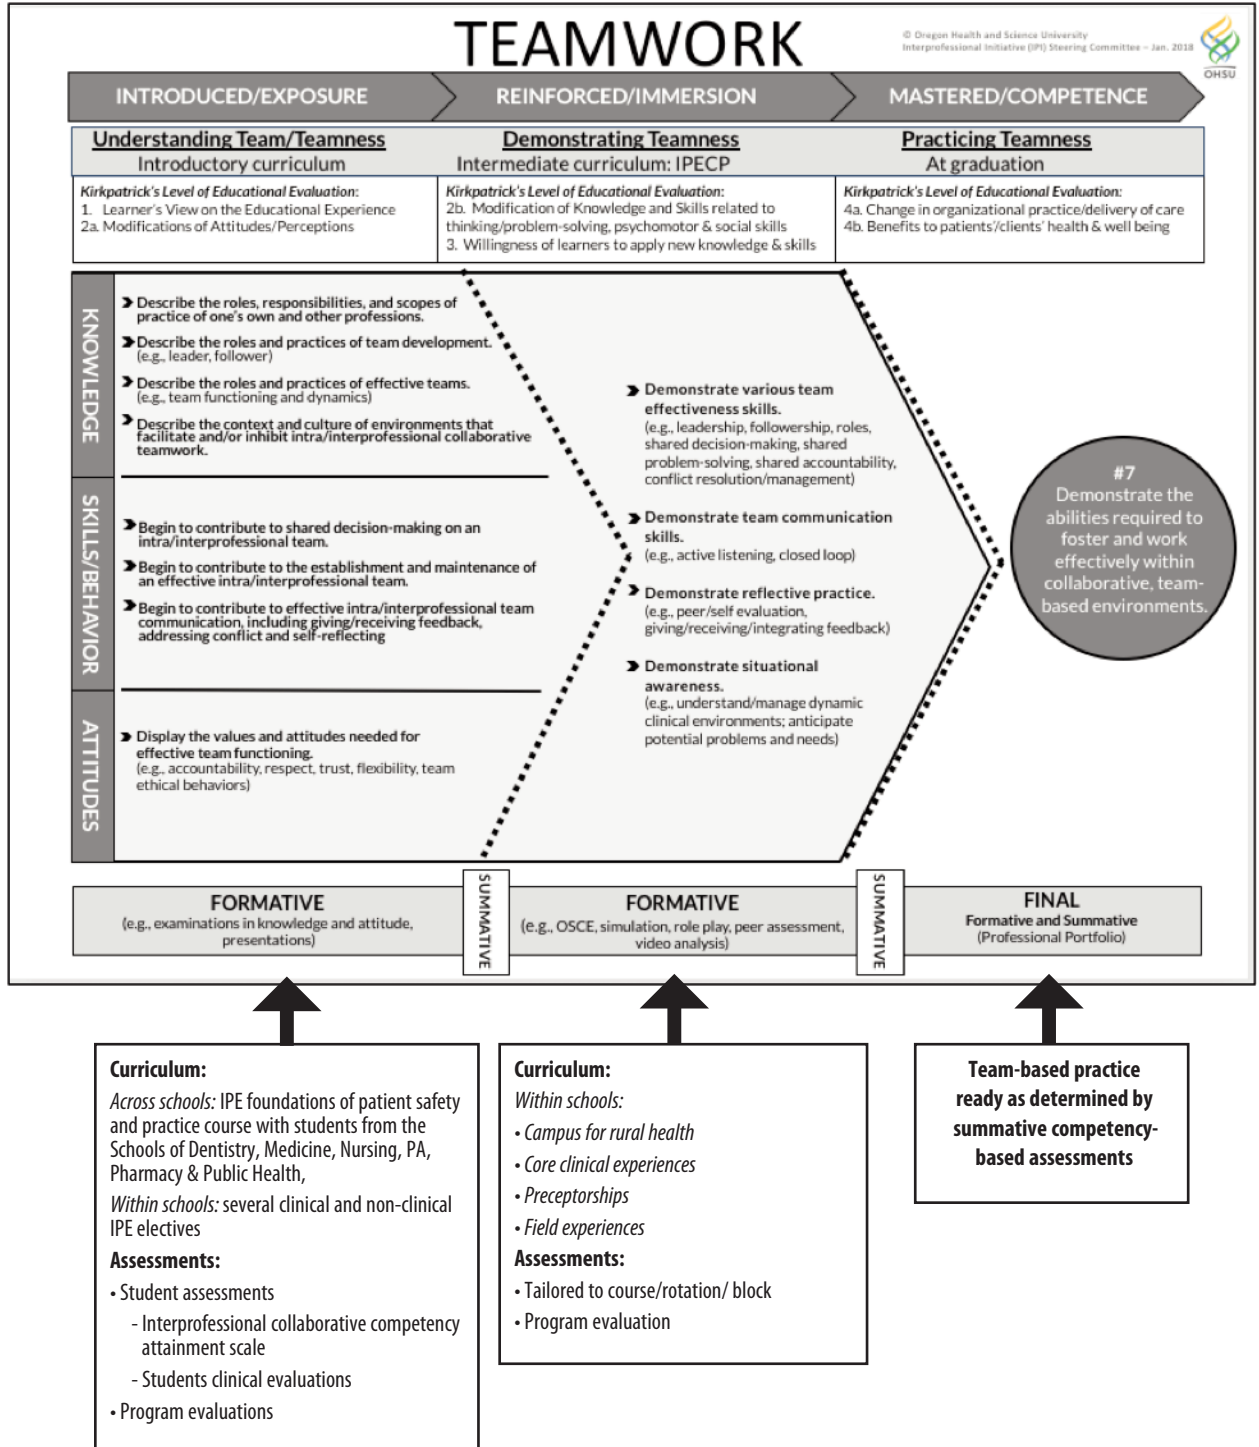 TEAMWORK
© Oregon Health and Science University
Interprofessional Initiative (IPI) Steering Committee – Jan. 2018
OHSU
INTRODUCED/EXPOSURE
REINFORCED/IMMERSION
MASTERED/COMPETENCE
Understanding Team/Teamness
Introductory curriculum
Demonstrating Teamness
Intermediate curriculum: IPECP
Practicing Teamness
At graduation
Kirkpatrick's Level of Educational Evaluation:
1. Learner's View on the Educational Experience
2a. Modifications of Attitudes/Perceptions
Kirkpatrick's Level of Educational Evaluation:
2b. Modification of Knowledge and Skills related to
thinking/problem-solving, psychomotor & social skills
3. Willingness of learners to apply new knowledge & skills
Kirkpatrick's Level of Educational Evaluation:
4a. Change in organizational practice/delivery of care
4b. Benefits to patients'/clients' health & well being
KNOWLEDGE
Describe the roles, responsibilities, and scopes of
practice of one's own and other professions.
Describe the roles and practices of team development.
(e.g., leader, follower)
Describe the roles and practices of effective teams.
(e.g., team functioning and dynamics)
Describe the context and culture of environments that
facilitate and/or inhibit intra/interprofessional collaborative
teamwork.
SKILLS/BEHAVIOR
Begin to contribute to shared decision-making on an
intra/interprofessional team.
Begin to contribute to the establishment and maintenance of
an effective intra/interprofessional team.
Begin to contribute to effective intra/interprofessional team
communication, including giving/receiving feedback,
addressing conflict and self-reflecting
ATTITUDES
Display the values and attitudes needed for
effective team functioning.
(e.g., accountability, respect, trust, flexibility, team
ethical behaviors)
Demonstrate various team
effectiveness skills.
(e.g., leadership, followership, roles,
shared decision-making, shared
problem-solving, shared accountability,
conflict resolution/management)
Demonstrate team communication
skills.
(e.g., active listening, closed loop)
Demonstrate reflective practice.
(e.g., peer/self evaluation,
giving/receiving/integrating feedback)
Demonstrate situational
awareness.
(e.g., understand/manage dynamic
clinical environments; anticipate
potential problems and needs)
#7
Demonstrate the
abilities required to
foster and work
effectively within
collaborative, team-
based environments.
FORMATIVE
(e.g., examinations in knowledge and attitude,
presentations)
SUMMATIVE
FORMATIVE
(e.g., OSCE, simulation, role play, peer assessment,
video analysis)
SUMMATIVE
FINAL
Formative and Summative
(Professional Portfolio)
Curriculum:
Across schools: IPE foundations of patient safety
and practice course with students from the
Schools of Dentistry, Medicine, Nursing, PA,
Pharmacy & Public Health,
Within schools: several clinical and non-clinical
IPE electives
Assessments:
• Student assessments
- Interprofessional collaborative competency
attainment scale
- Students clinical evaluations
• Program evaluations
Curriculum:
Within schools:
• Campus for rural health
• Core clinical experiences
• Preceptorships
• Field experiences
Assessments:
• Tailored to course/rotation/ block
• Program evaluation
Team-based practice
ready as determined by
summative competency-
based assessments